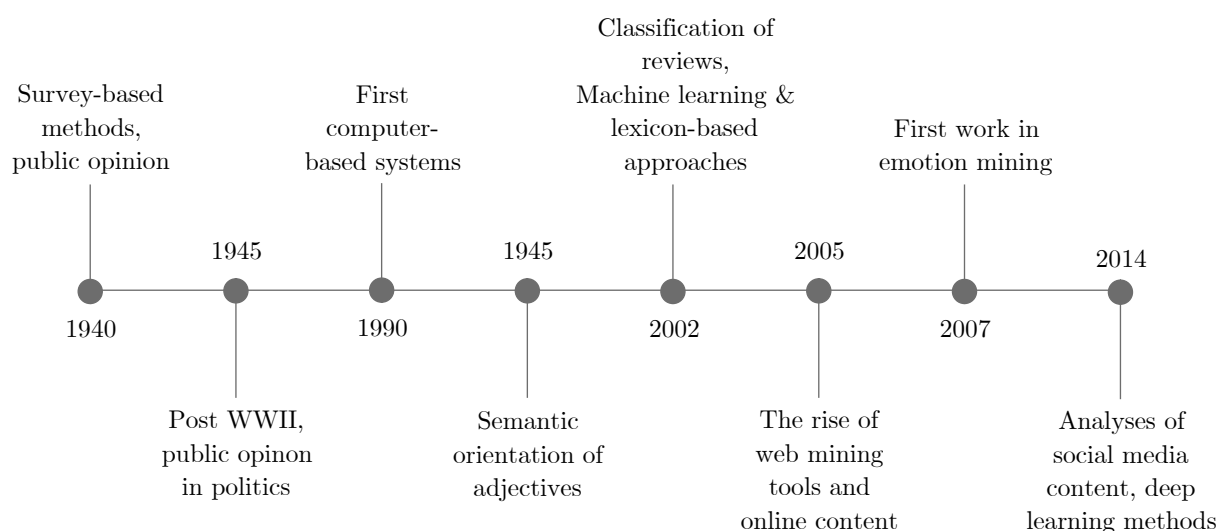 Survey-based
methods,
public opinion
1940
1945
Post WWII,
public opinon
in politics
First
computer-
based systems
1990
1945
Semantic
orientation of
adjectives
Classification of
reviews,
Machine learning &
lexicon-based
approaches
2002
2005
The rise of
web mining
tools and
online content
First work in
emotion mining
2007
2014
Analyses of
social media
content, deep
learning methods